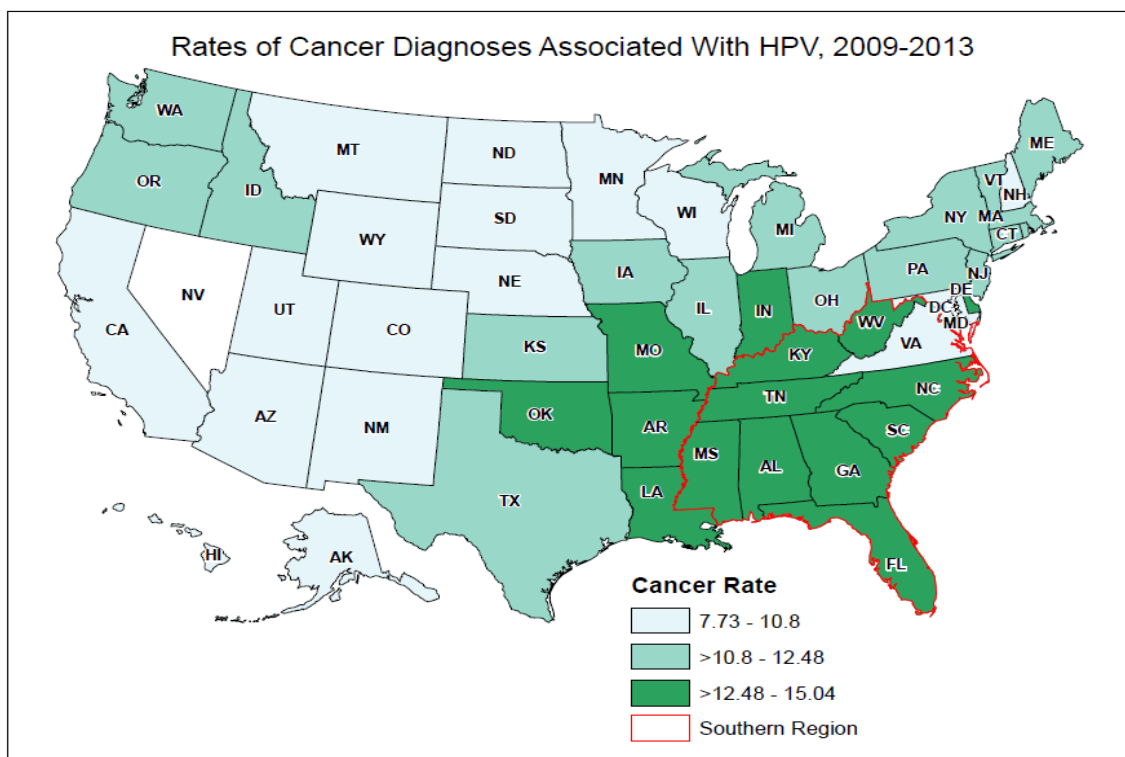 Rates of Cancer Diagnoses Associated With HPV, 2009-2013
WA
MT
ND
MN
ME
VT
NH
OR
ID
SD
WI
NY
MA
MI
CT
WY
IA
PA
NJ
NE
DE
NV
UT
IL
IN
OH
DC
MD
CA
CO
KS
MO
WV
VA
KY
NC
TN
AZ
NM
OK
AR
SC
MS
AL
GA
TX
LA
HI
AK
FL
Cancer Rate
7.73 - 10.8
>10.8 - 12.48
>12.48 - 15.04
Southern Region